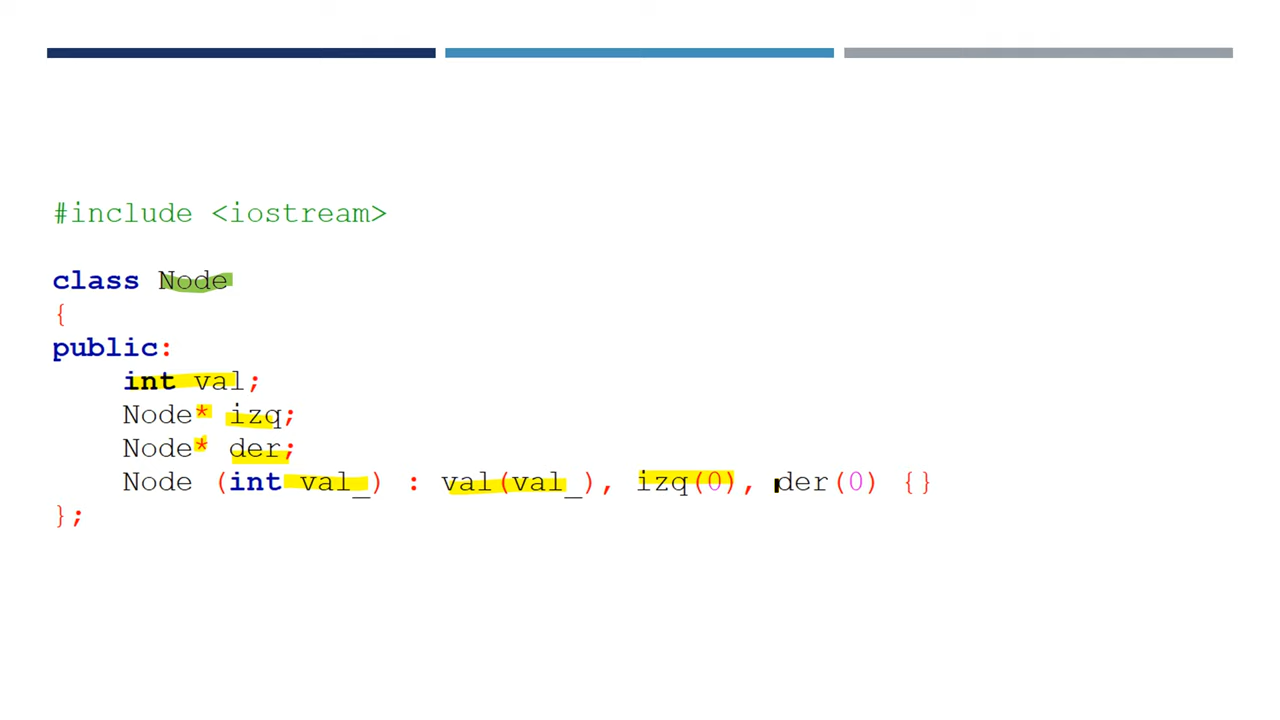 #include <iostream>
class Node
{
public:
int val;
Node* izq;
Node* der;
Node (int val_) : val(val_), izq(0), der(0) {}
};